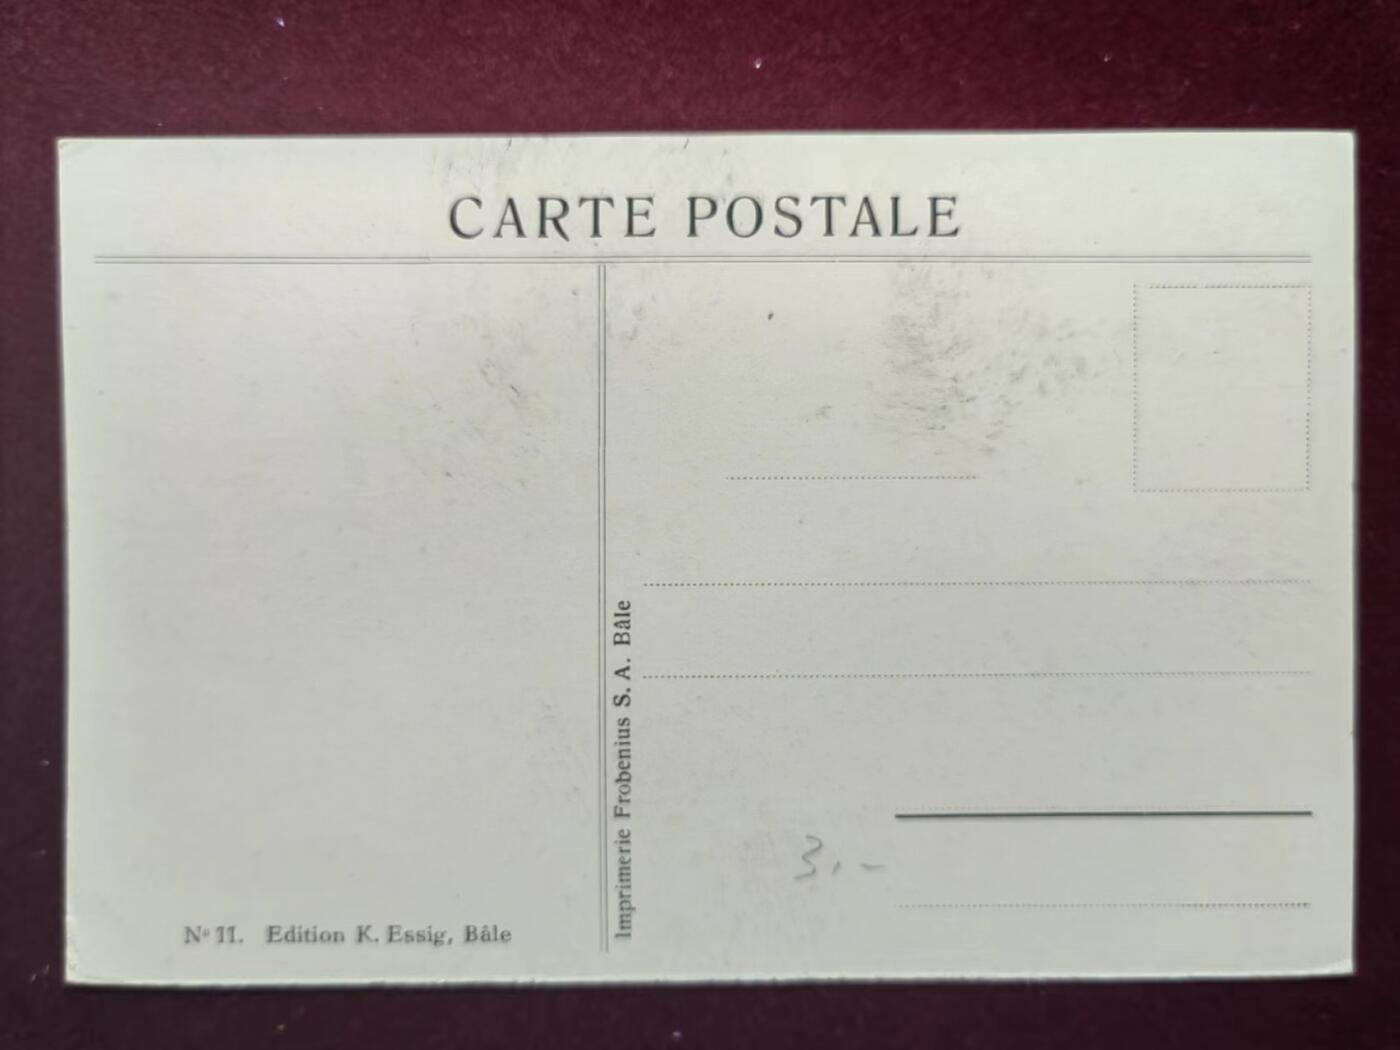 CARTE POSTALE
Imprimerie Frobenius S. A. Bâle
3.-
Nº 11. Edition K. Essig, Bâle